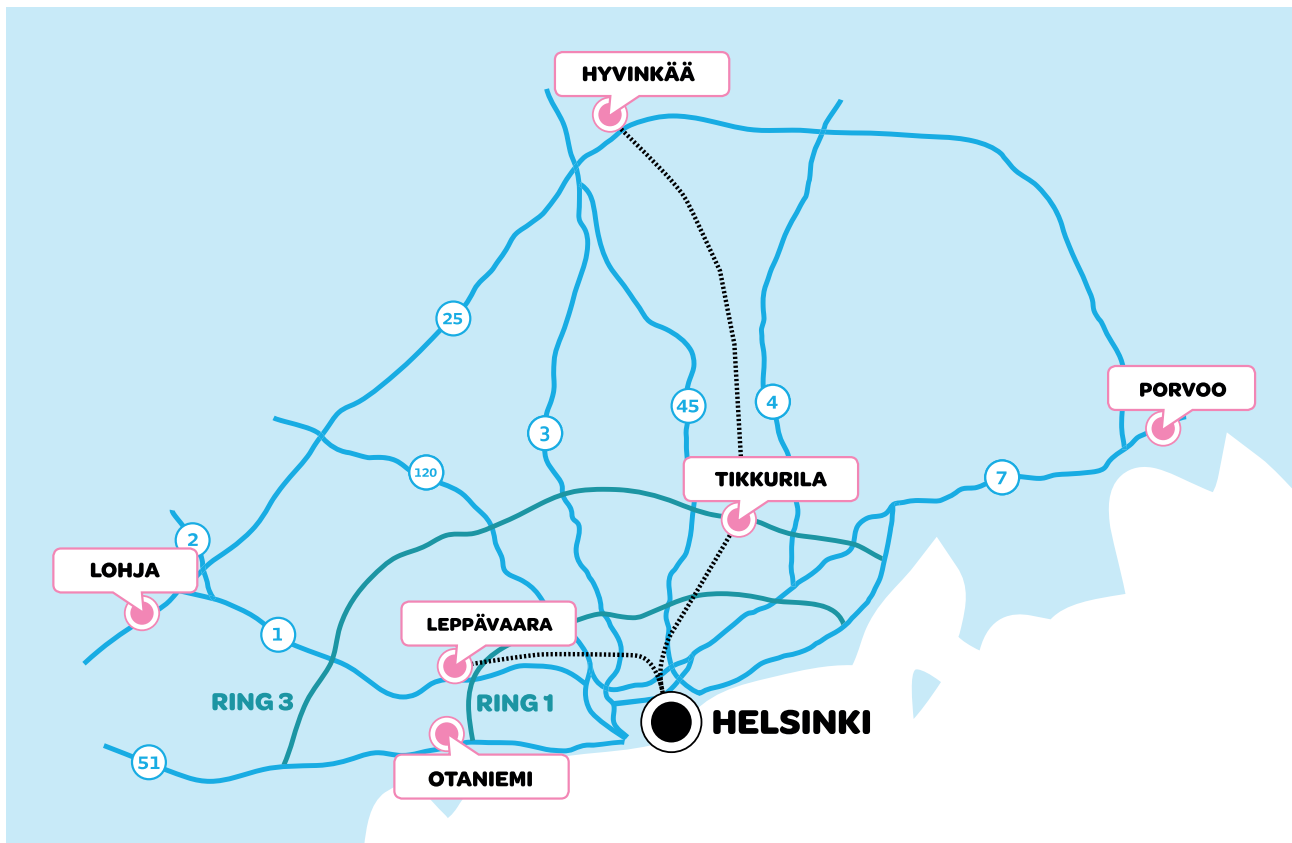 HYVINKÄÄ
25
PORVOO
45
4
3
120
TIKKURILA
7
2
LOHJA
LEPPÄVAARA
1
RING 3
RING 1
HELSINKI
51
OTANIEMI